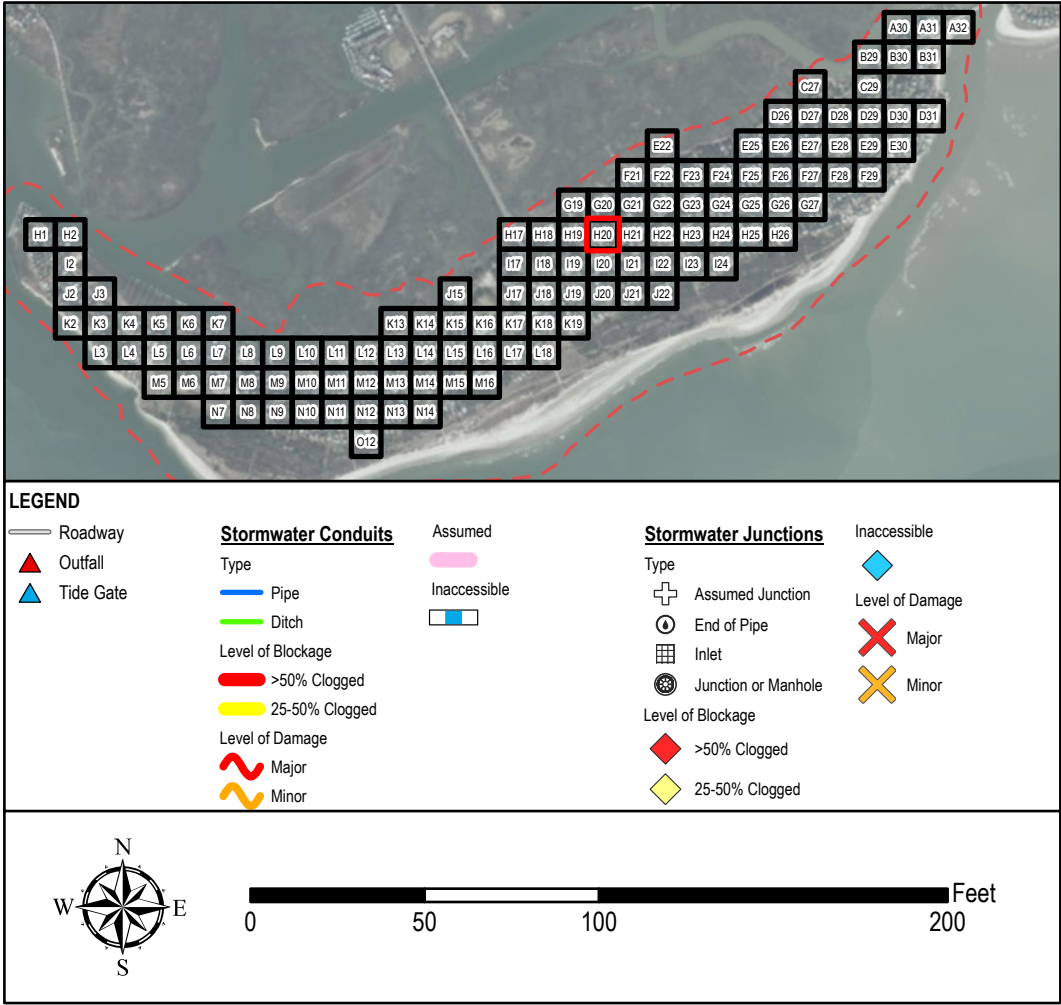 A30 A31 A32
B29 B30 B31
C27 C29
D26 D27 D28 D29 D30 D31
E22 E25 E26 E27 E28 E29 E30
F21 F22 F23 F24 F25 F26 F27 F28 F29
G19 G20 G21 G22 G23 G24 G25 G26 G27
H1 H2 H17 H18 H19 H20 H21 H22 H23 H24 H25 H26
I2 I17 I18 I19 I20 I21 I22 I23 I24
J2 J3 J15 J17 J18 J19 J20 J21 J22
K2 K3 K4 K5 K6 K7 K13 K14 K15 K16 K17 K18 K19
L3 L4 L5 L6 L7 L8 L9 L10 L11 L12 L13 L14 L15 L16 L17 L18
M5 M6 M7 M8 M9 M10 M11 M12 M13 M14 M15 M16
N7 N8 N9 N10 N11 N12 N13 N14
O12
LEGEND
Roadway
Outfall
Tide Gate
Stormwater Conduits
Type
Pipe
Ditch
Level of Blockage
>50% Clogged
25-50% Clogged
Level of Damage
Major
Minor
Assumed
Inaccessible
Stormwater Junctions
Type
Assumed Junction
End of Pipe
Inlet
Junction or Manhole
Level of Blockage
>50% Clogged
25-50% Clogged
Inaccessible
Level of Damage
Major
Minor
N
W E
S
Feet
0 50 100 200